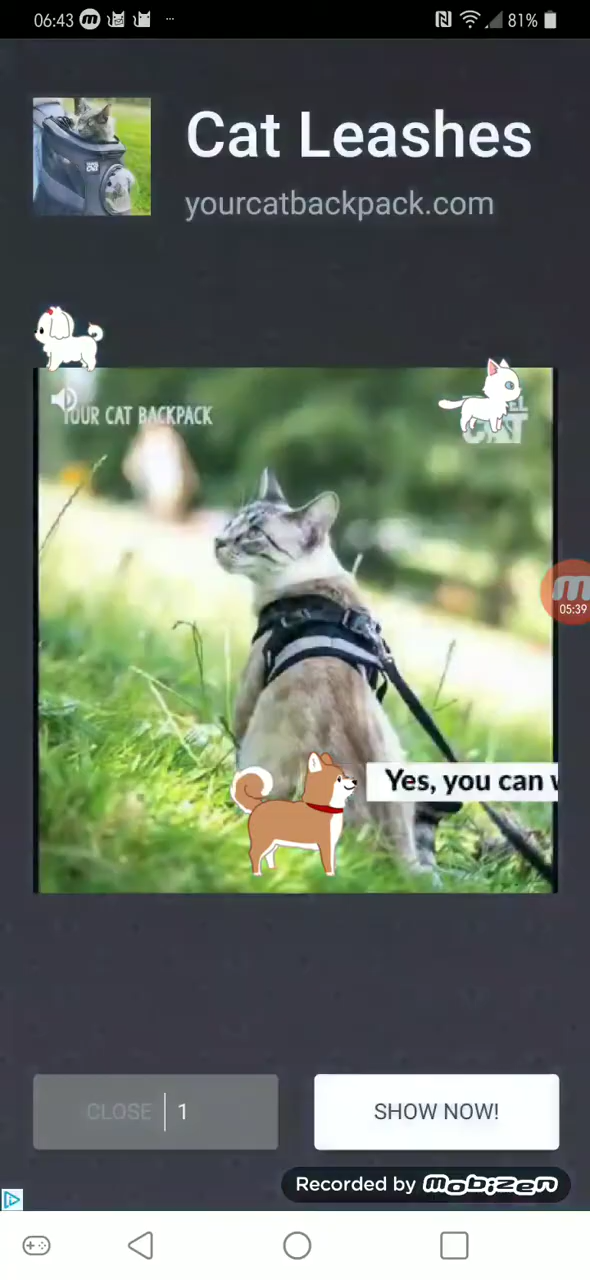 06:43
81%
Cat Leashes
yourcatbackpack.com
YOUR CAT BACKPACK
CAT
05:39
Yes, you can
CLOSE 1
SHOW NOW!
Recorded by mobizen